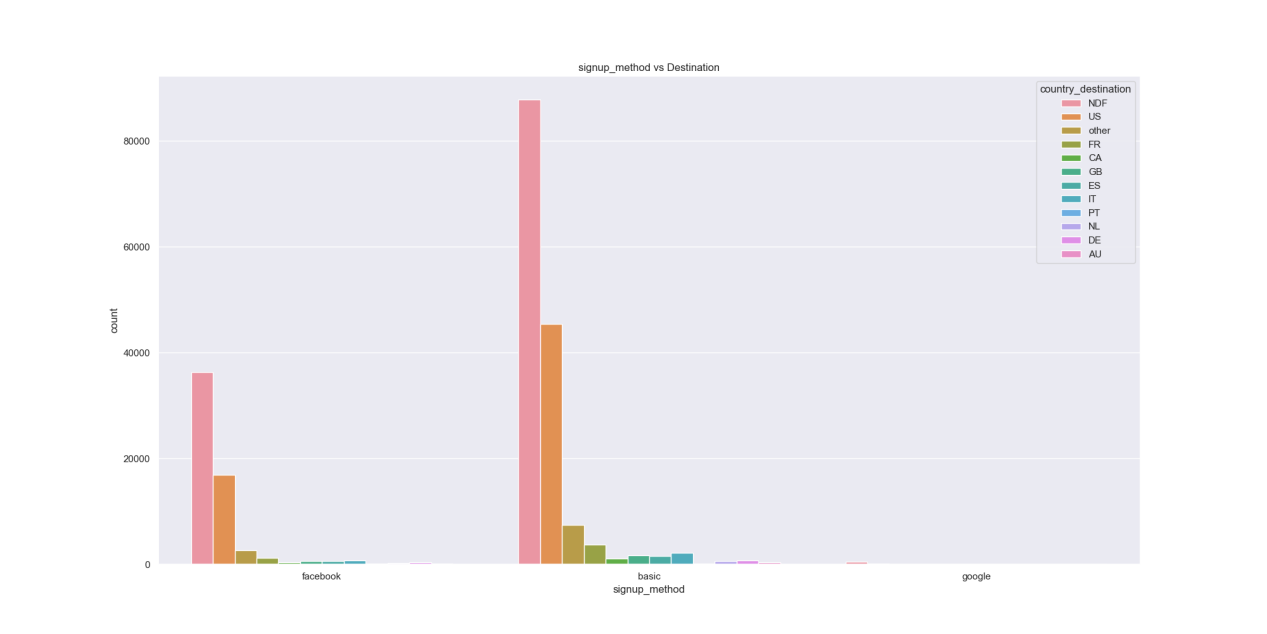 signup_method vs Destination
country_destination
NDF
US
other
FR
CA
GB
ES
IT
PT
NL
DE
AU
80000
60000
40000
20000
0
count
facebook
basic
google
signup_method